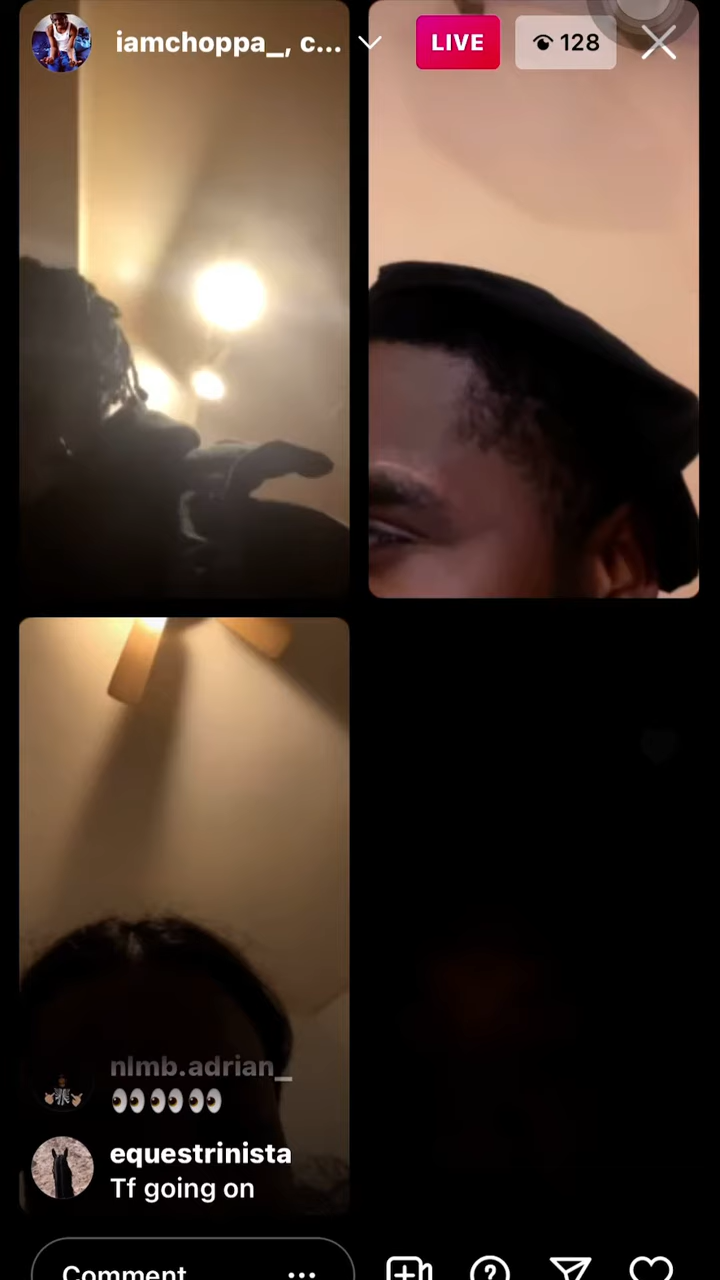 iamchoppa_, c...
LIVE
128
nlmb.adrian_
👀👀👀👀👀👀
equestrinista
Tf going on
Comment